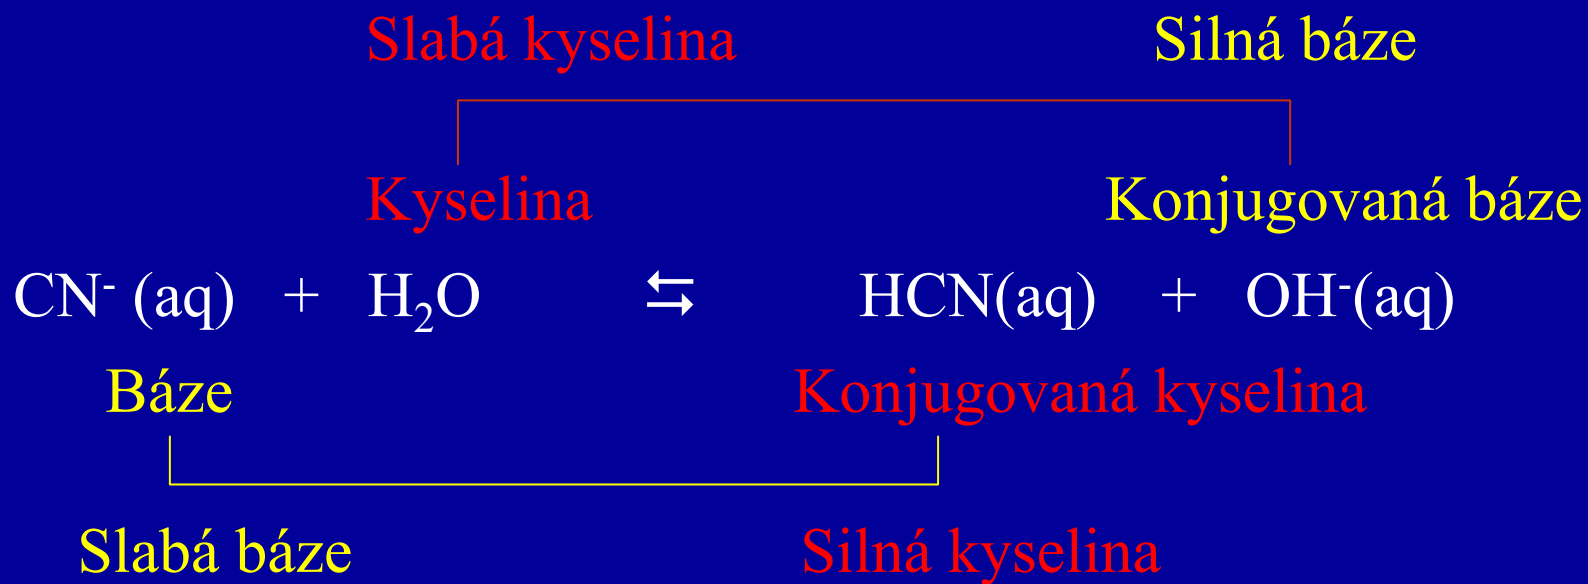 Slabá kyselina Silná báze
Kyselina Konjugovaná báze
CN⁻ (aq) + H₂O ⇆ HCN(aq) + OH⁻(aq)
Báze Konjugovaná kyselina
Slabá báze Silná kyselina